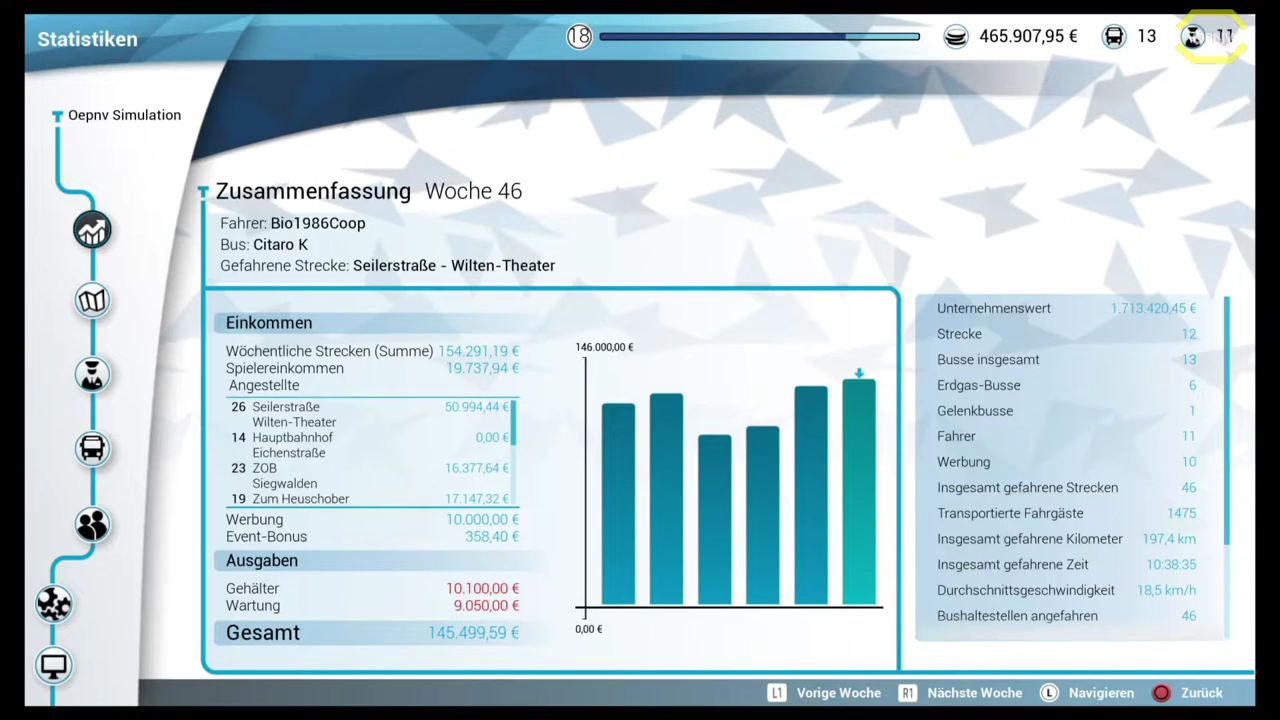 Statistiken
18
465.907,95 €
13
11
Oepnv Simulation
Zusammenfassung Woche 46
Fahrer: Bio1986Coop
Bus: Citaro K
Gefahrene Strecke: Seilerstraße - Wilten-Theater
Einkommen
Wöchentliche Strecken (Summe) 154.291,19 €
Spielereinkommen 19.737,94 €
Angestellte
26 Seilerstraße 50.994,44 €
Wilten-Theater
14 Hauptbahnhof 0,00 €
Eichenstraße
23 ZOB 16.377,64 €
Siegwalden
19 Zum Heuschober 17.147,32 €
Werbung 10.000,00 €
Event-Bonus 358,40 €
Ausgaben
Gehälter 10.100,00 €
Wartung 9.050,00 €
Gesamt 145.499,59 €
146.000,00 €
0,00 €
Unternehmenswert 1.713.420,45 €
Strecke 12
Busse insgesamt 13
Erdgas-Busse 6
Gelenkbusse 1
Fahrer 11
Werbung 10
Insgesamt gefahrene Strecken 46
Transportierte Fahrgäste 1475
Insgesamt gefahrene Kilometer 197,4 km
Insgesamt gefahrene Zeit 10:38:35
Durchschnittsgeschwindigkeit 18,5 km/h
Bushaltestellen angefahren 46
L1 Vorige Woche R1 Nächste Woche L Navigieren Zurück